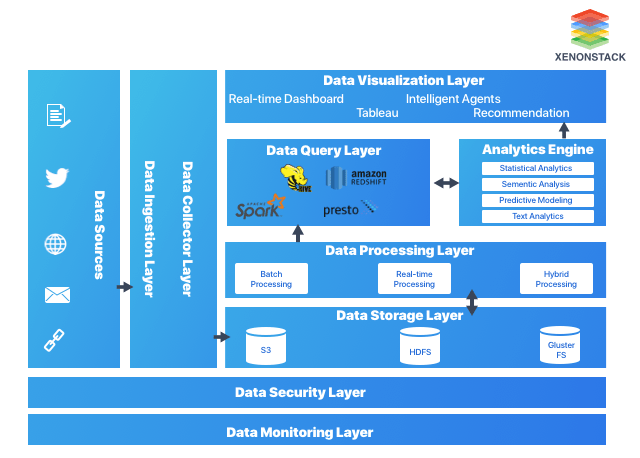 XENONSTACK
Data Sources
Data Ingestion Layer
Data Collector Layer
Data Visualization Layer
Real-time Dashboard
Intelligent Agents
Tableau
Recommendation
Data Query Layer
HIVE
amazon
REDSHIFT
APACHE
Spark
presto
Analytics Engine
Statistical Analytics
Sementic Analysis
Predictive Modeling
Text Analytics
Data Processing Layer
Batch
Processing
Real-time
Processing
Hybrid
Processing
Data Storage Layer
S3
HDFS
Gluster
FS
Data Security Layer
Data Monitoring Layer